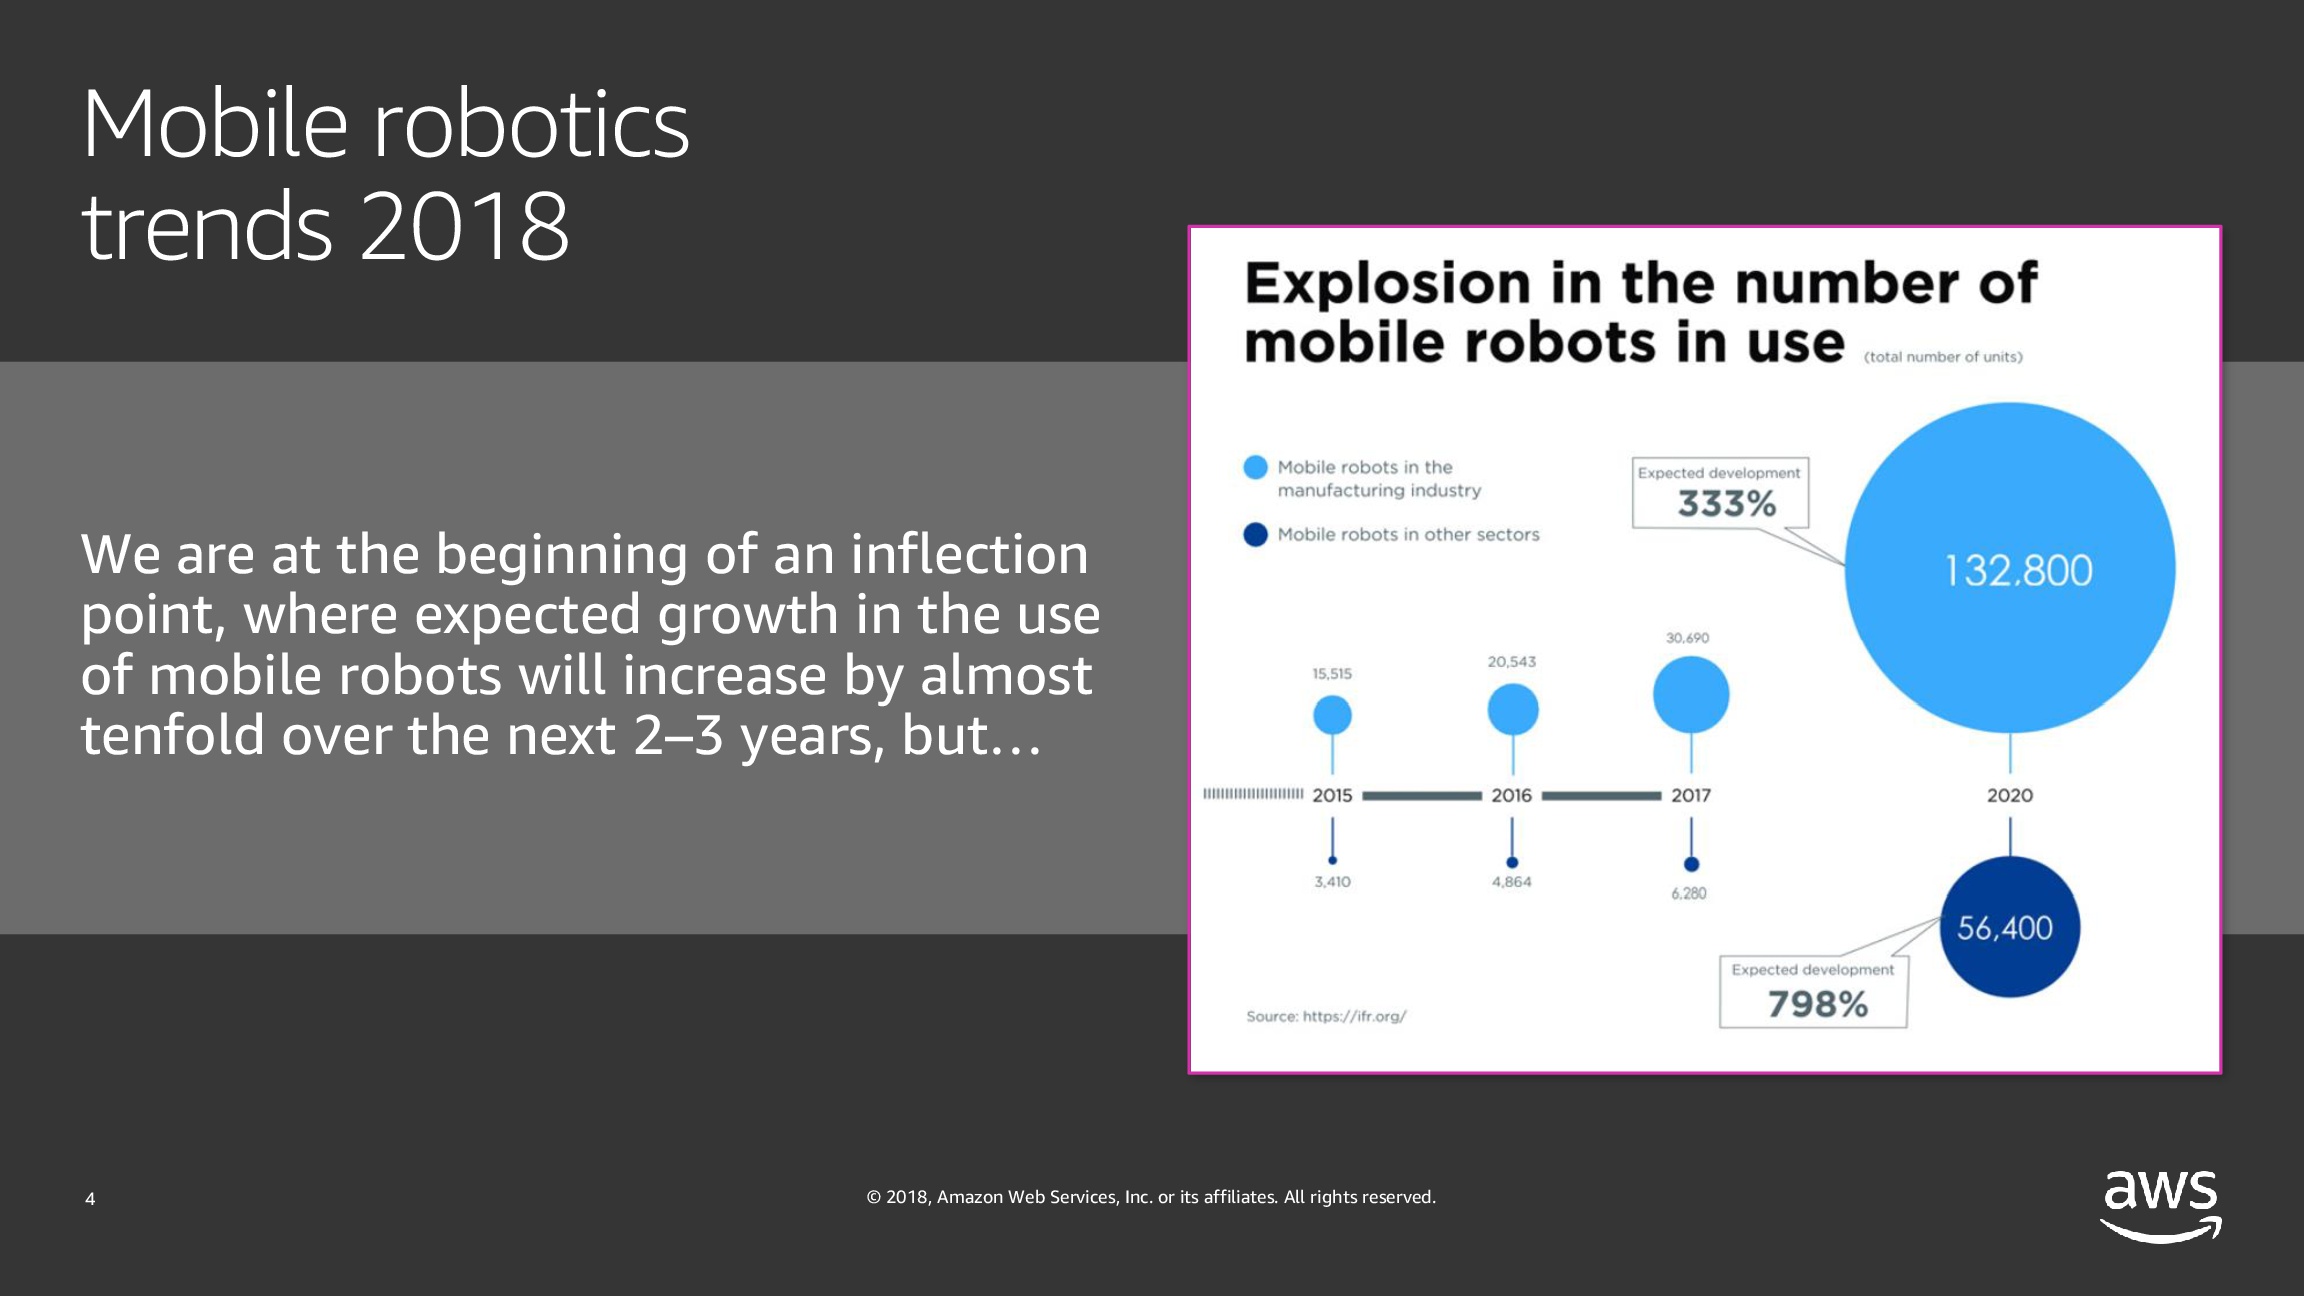 Mobile robotics
trends 2018
We are at the beginning of an inflection
point, where expected growth in the use
of mobile robots will increase by almost
tenfold over the next 2–3 years, but…
Explosion in the number of
mobile robots in use (total number of units)
Mobile robots in the
manufacturing industry
Mobile robots in other sectors
Expected development
333%
132,800
15,515
20,543
30,690
2015
2016
2017
2020
3,410
4,864
6,280
56,400
Expected development
798%
Source: https://ifr.org/
4
© 2018, Amazon Web Services, Inc. or its affiliates. All rights reserved.
aws